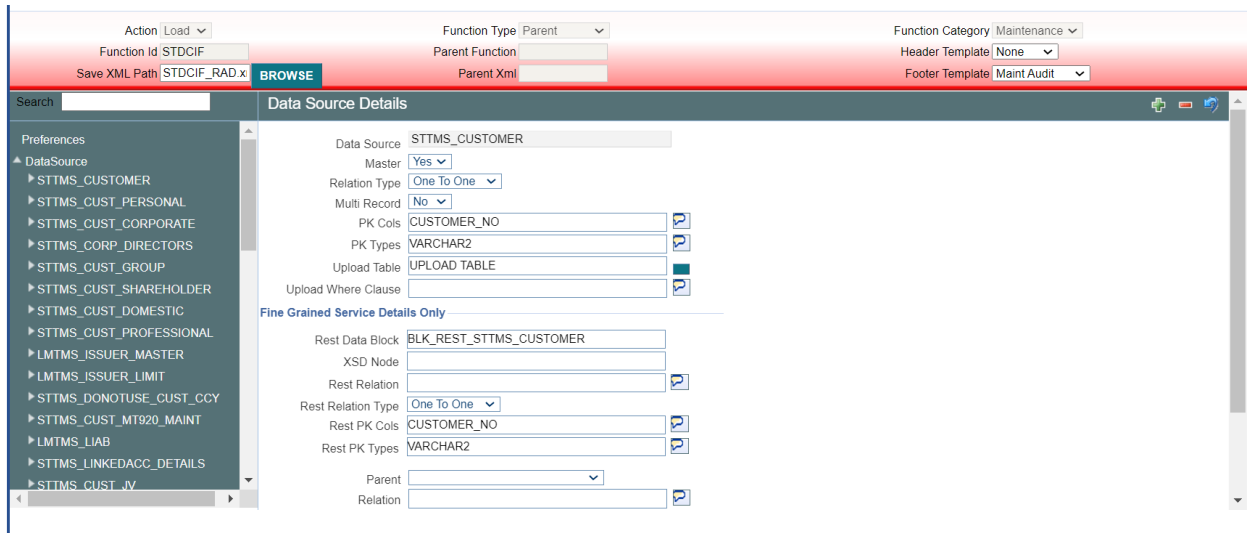 Action Load Function Type Parent Function Category Maintenance
Function Id STDCIF Parent Function Header Template None
Save XML Path STDCIF_RAD.x BROWSE Parent Xml Footer Template Maint Audit
Search Data Source Details
Preferences
DataSource
STTMS_CUSTOMER
STTMS_CUST_PERSONAL
STTMS_CUST_CORPORATE
STTMS_CORP_DIRECTORS
STTMS_CUST_GROUP
STTMS_CUST_SHAREHOLDER
STTMS_CUST_DOMESTIC
STTMS_CUST_PROFESSIONAL
LMTMS_ISSUER_MASTER
LMTMS_ISSUER_LIMIT
STTMS_DONOTUSE_CUST_CCY
STTMS_CUST_MT920_MAINT
LMTMS_LIAB
STTMS_LINKEDACC_DETAILS
STTMS_CUST_JV
Data Source STTMS_CUSTOMER
Master Yes
Relation Type One To One
Multi Record No
PK Cols CUSTOMER_NO
PK Types VARCHAR2
Upload Table UPLOAD TABLE
Upload Where Clause
Fine Grained Service Details Only
Rest Data Block BLK_REST_STTMS_CUSTOMER
XSD Node
Rest Relation
Rest Relation Type One To One
Rest PK Cols CUSTOMER_NO
Rest PK Types VARCHAR2
Parent
Relation